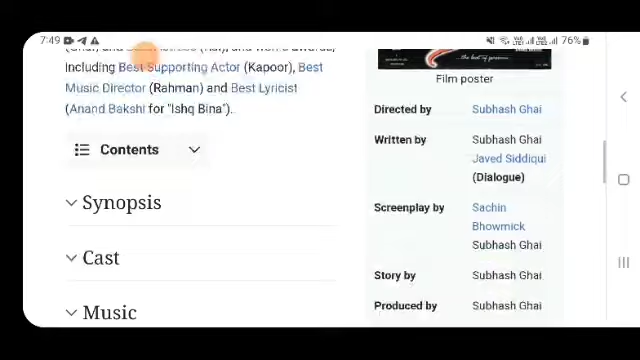 7:49
76%
including Best Supporting Actor (Kapoor), Best
Music Director (Rahman) and Best Lyricist
(Anand Bakshi for "Ishq Bina").
Contents
Synopsis
Cast
Music
Film poster
Directed by Subhash Ghai
Written by Subhash Ghai
Javed Siddiqui
(Dialogue)
Screenplay by Sachin
Bhowmick
Subhash Ghai
Story by Subhash Ghai
Produced by Subhash Ghai